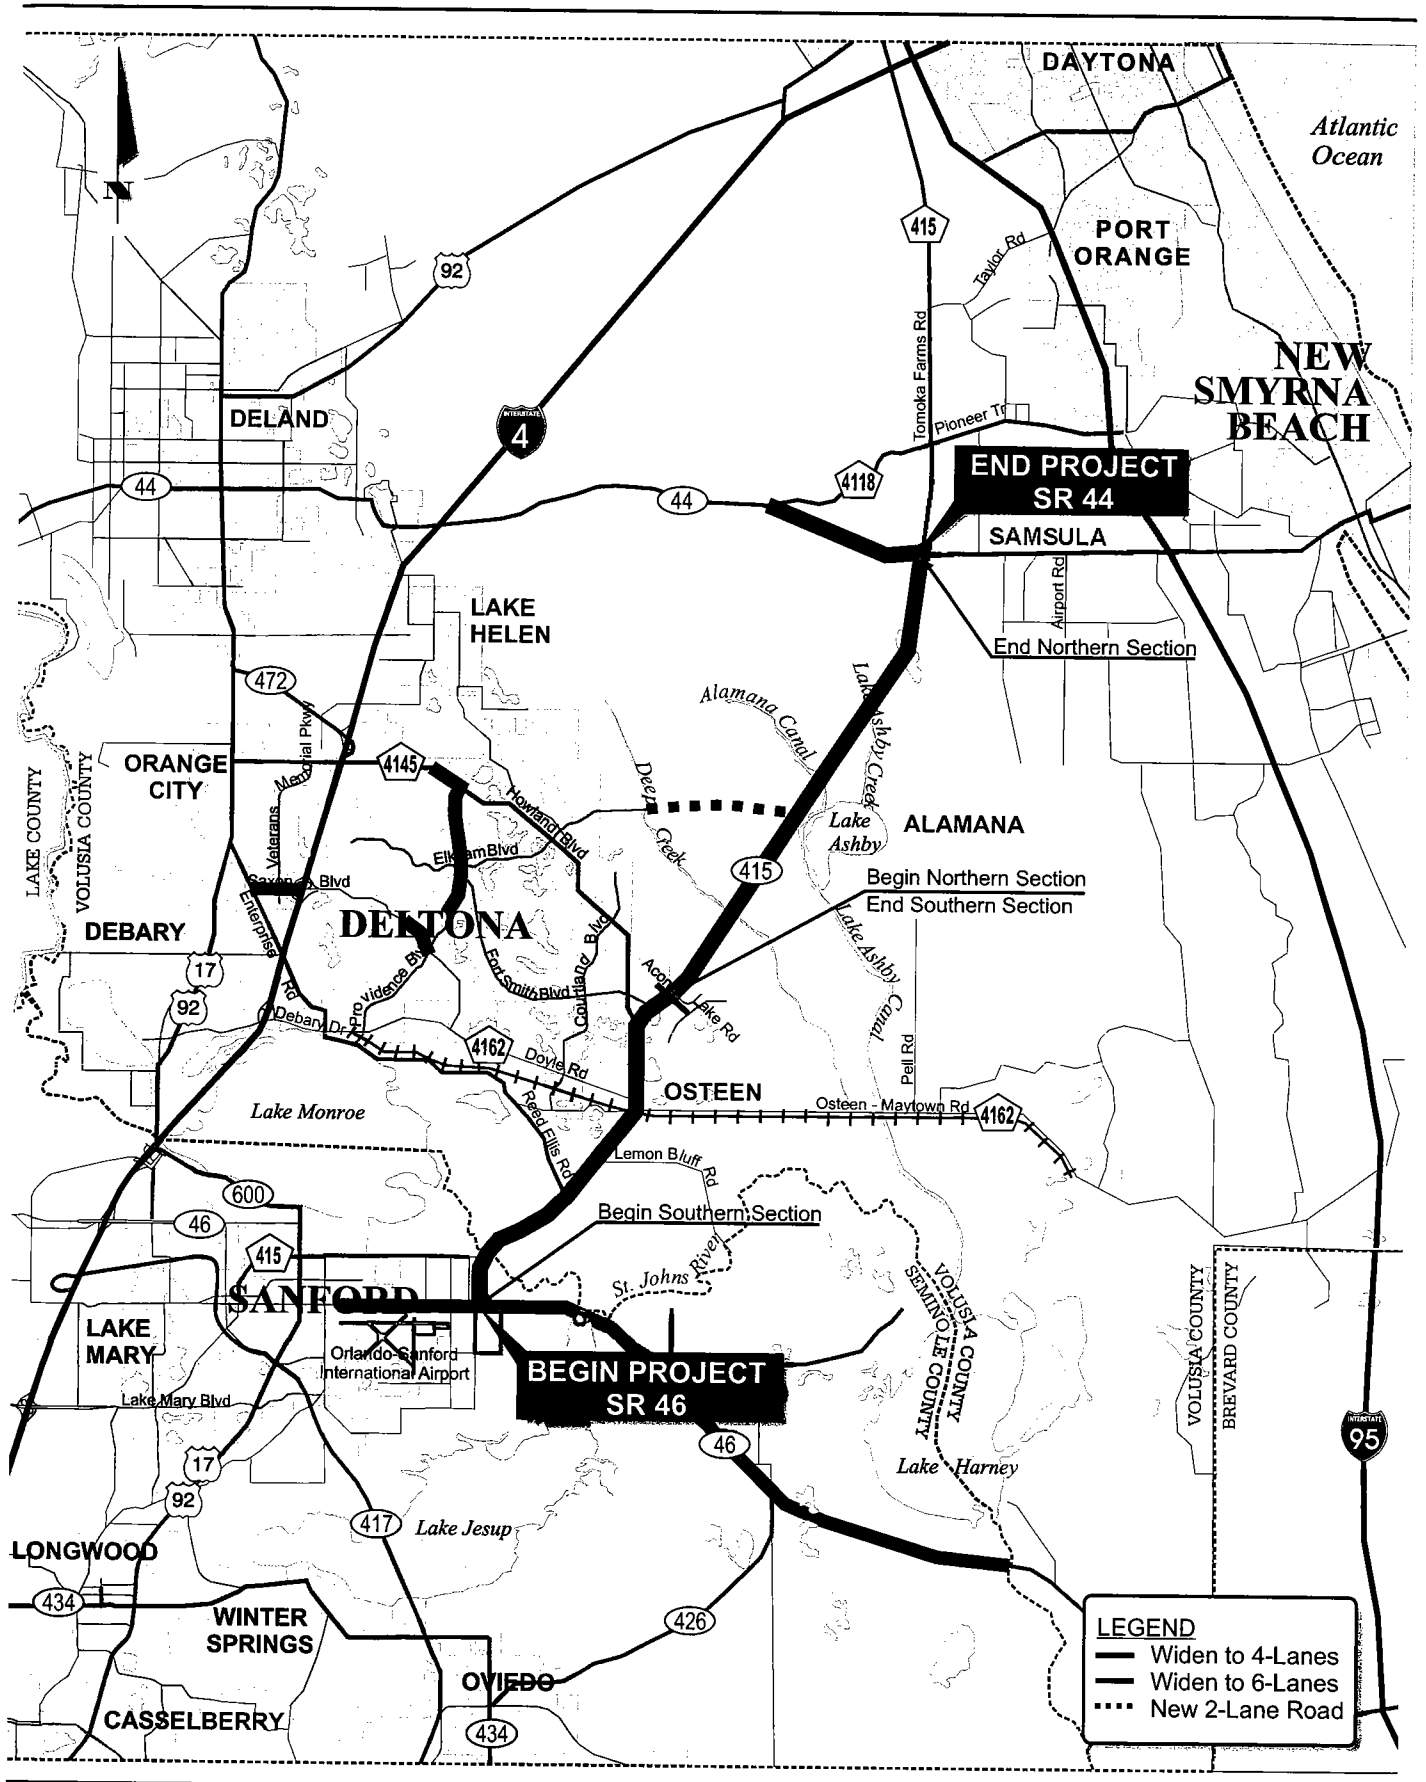 DAYTONA
Atlantic
Ocean
N
415
PORT
ORANGE
Taylor Rd
92
Tomoka Farms Rd
NEW
SMYRNA
BEACH
DELAND
INTERSTATE
4
Pioneer Tr
END PROJECT
SR 44
44
44
4118
SAMSULA
Airport Rd
LAKE
HELEN
End Northern Section
472
Alamana Canal
Lake Ashby Creek
Memorial Pkwy
Veterans
ORANGE
CITY
4145
LAKE COUNTY
VOLUSIA COUNTY
Deep
Creek
Howland Blvd
Lake
Ashby
ALAMANA
Elkcam Blvd
415
Saxon Blvd
Begin Northern Section
End Southern Section
Enterprise
Rd
DELTONA
DEBARY
17
92
Providence Blvd
Fort Smith Blvd
Courtland Blvd
Acorn
Lake Rd
Lake Ashby
Canal
Debary Dr
4162
Doyle Rd
Pell Rd
OSTEEN
Osteen - Maytown Rd
4162
Lake Monroe
Reed Ellis Rd
Lemon Bluff Rd
600
46
Begin Southern Section
415
St. Johns River
SANFORD
VOLUSIA COUNTY
SEMINOLE COUNTY
VOLUSIA COUNTY
BREVARD COUNTY
LAKE
MARY
Orlando-Sanford
International Airport
BEGIN PROJECT
SR 46
Lake Mary Blvd
46
INTERSTATE
95
17
92
Lake Harney
417
Lake Jesup
LONGWOOD
434
WINTER
SPRINGS
426
OVIEDO
CASSELBERRY
434
LEGEND
Widen to 4-Lanes
Widen to 6-Lanes
New 2-Lane Road